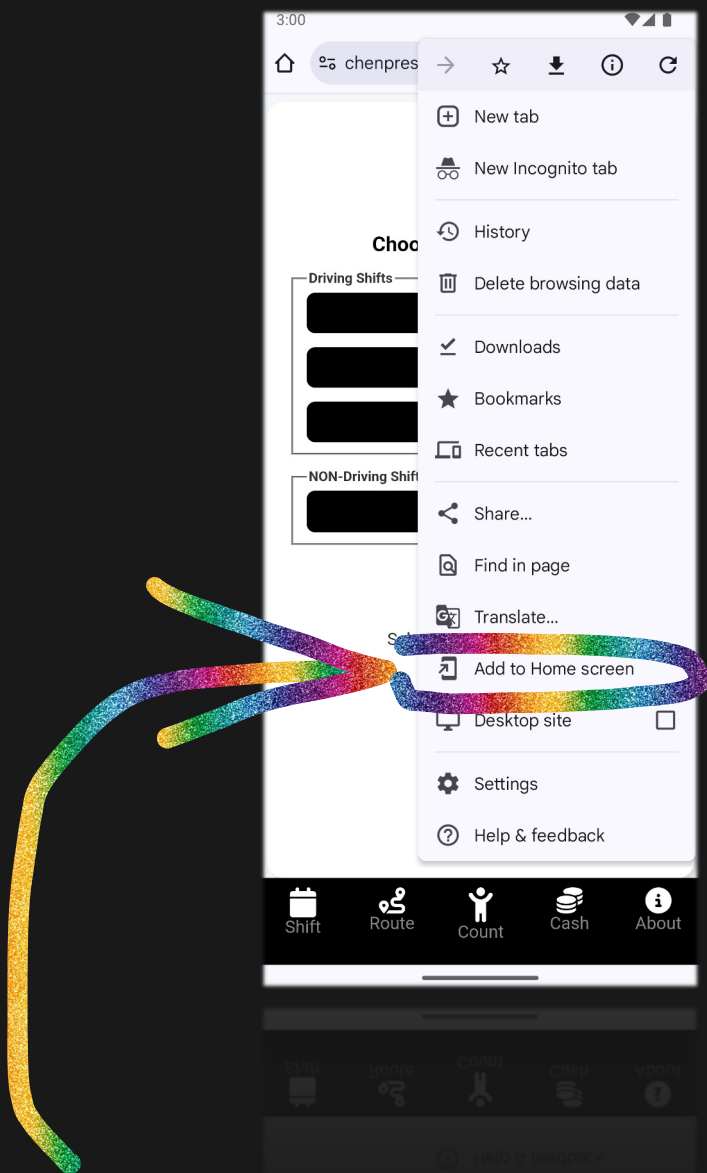 3:00
chenpres
New tab
New Incognito tab
History
Choo
Delete browsing data
Driving Shifts
Downloads
Bookmarks
Recent tabs
NON-Driving Shift
Share...
Find in page
Translate...
Add to Home screen
Desktop site
Settings
Help & feedback
Shift
Route
Count
Cash
About